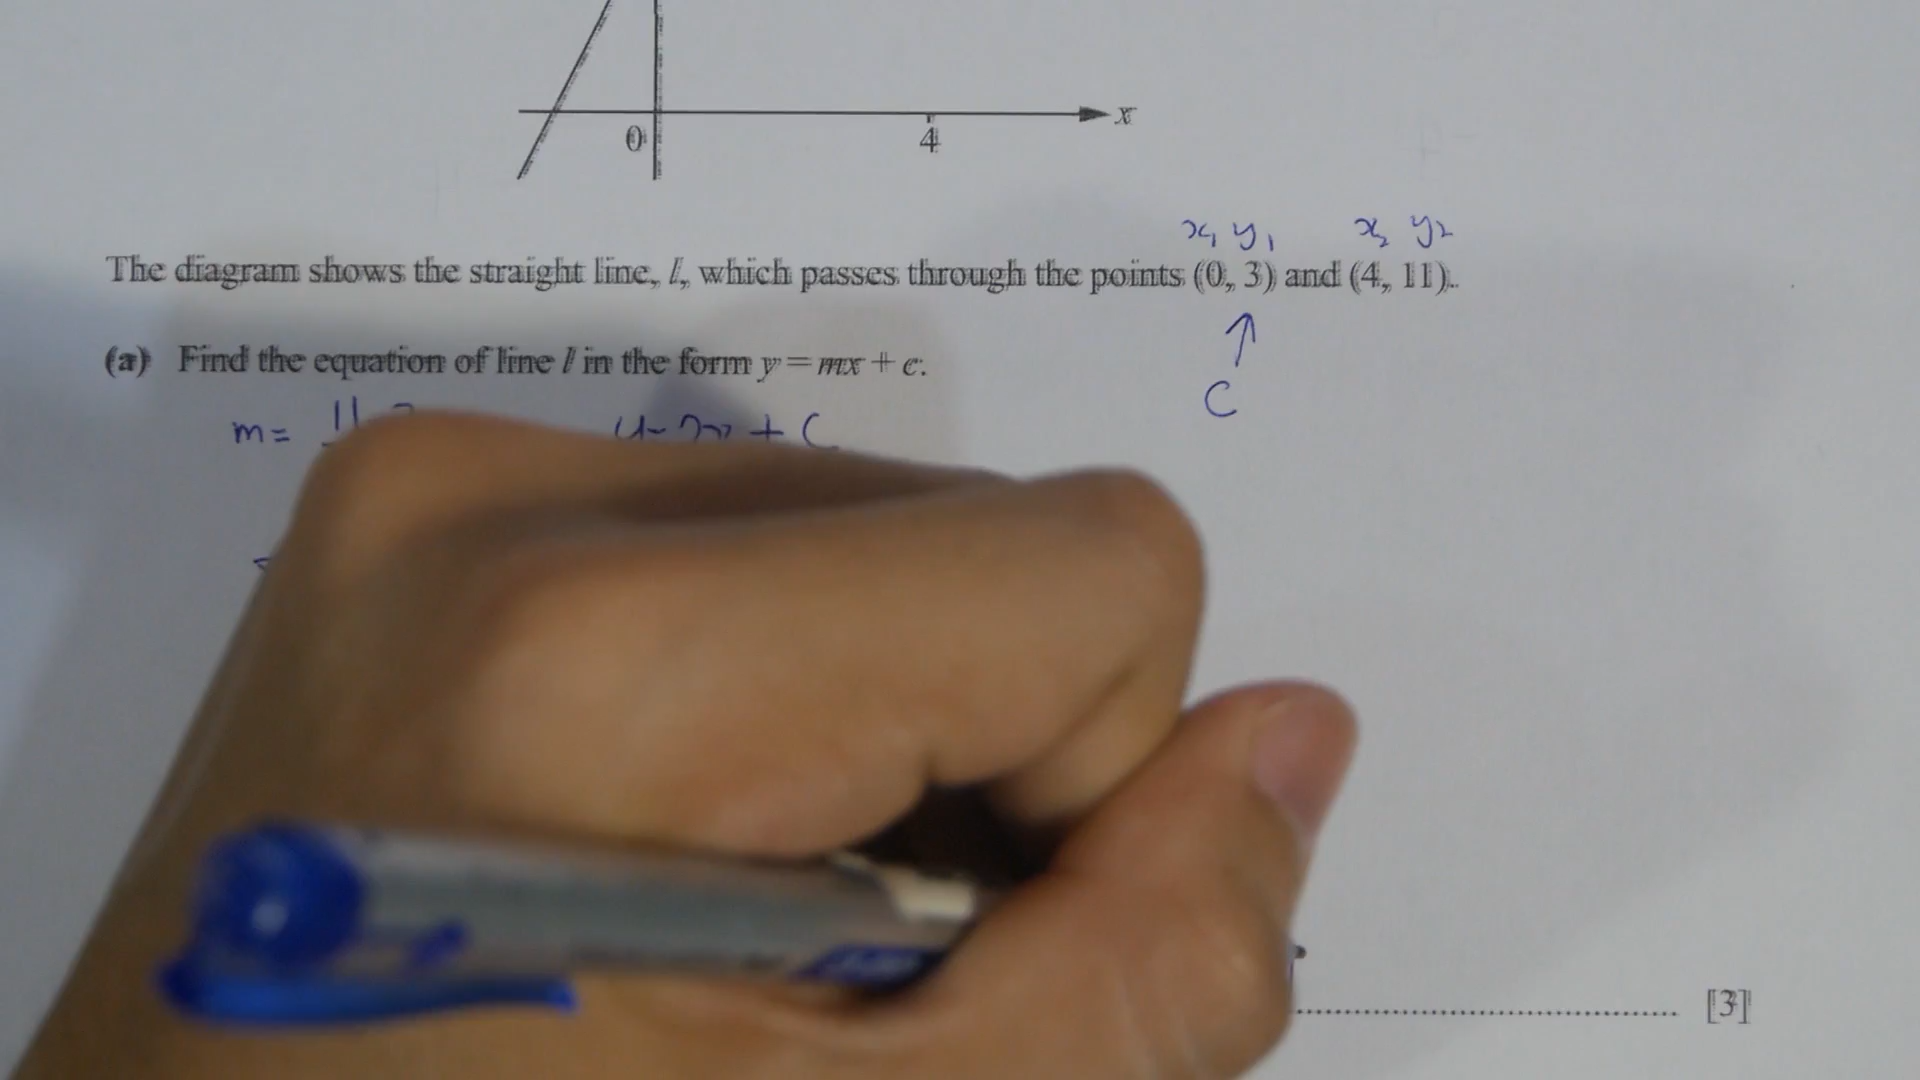 x
0 4
x₁ y₁ x₂ y₂
The diagram shows the straight line, l, which passes through the points (0, 3) and (4, 11).
(a) Find the equation of line l in the form y = mx + c.
C
m = 11 + C
[3]